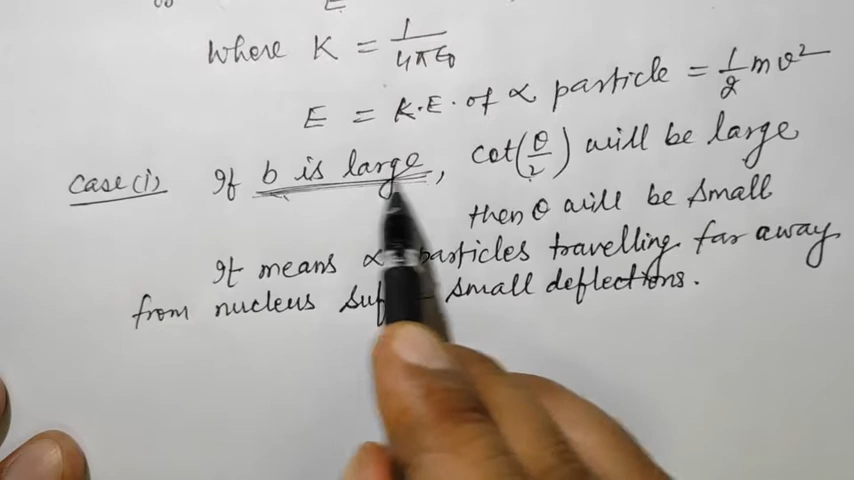 E
where K = 1/4πε₀
E = K.E. of α particle = 1/2 mv²
Case(i) If b is large, cot(θ/2) will be large
then θ will be small
It means α particles travelling far away
from nucleus small deflections.